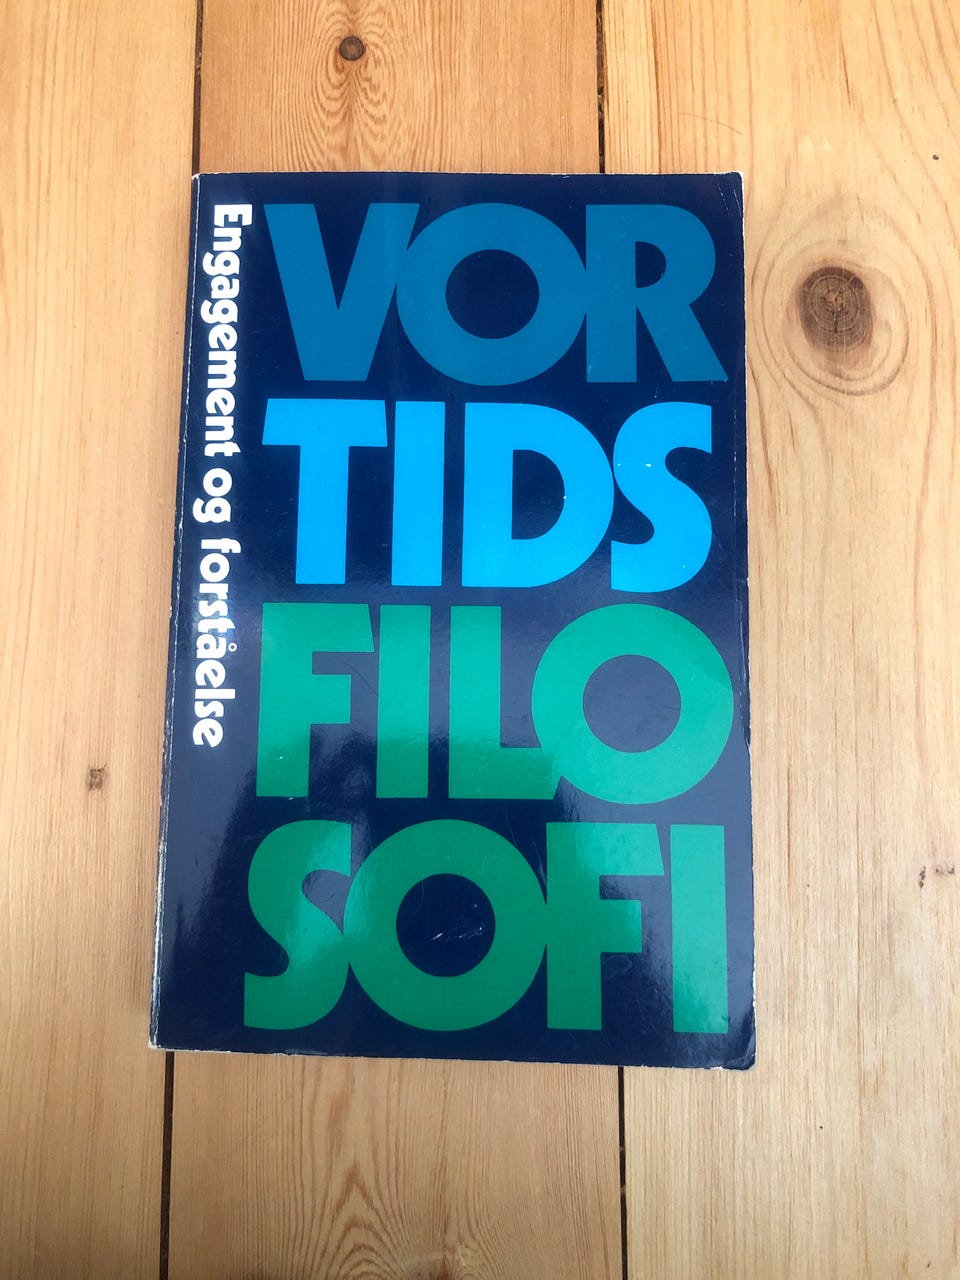 VOR
TIDS
FILO
SOFI
Engagement og forståelse